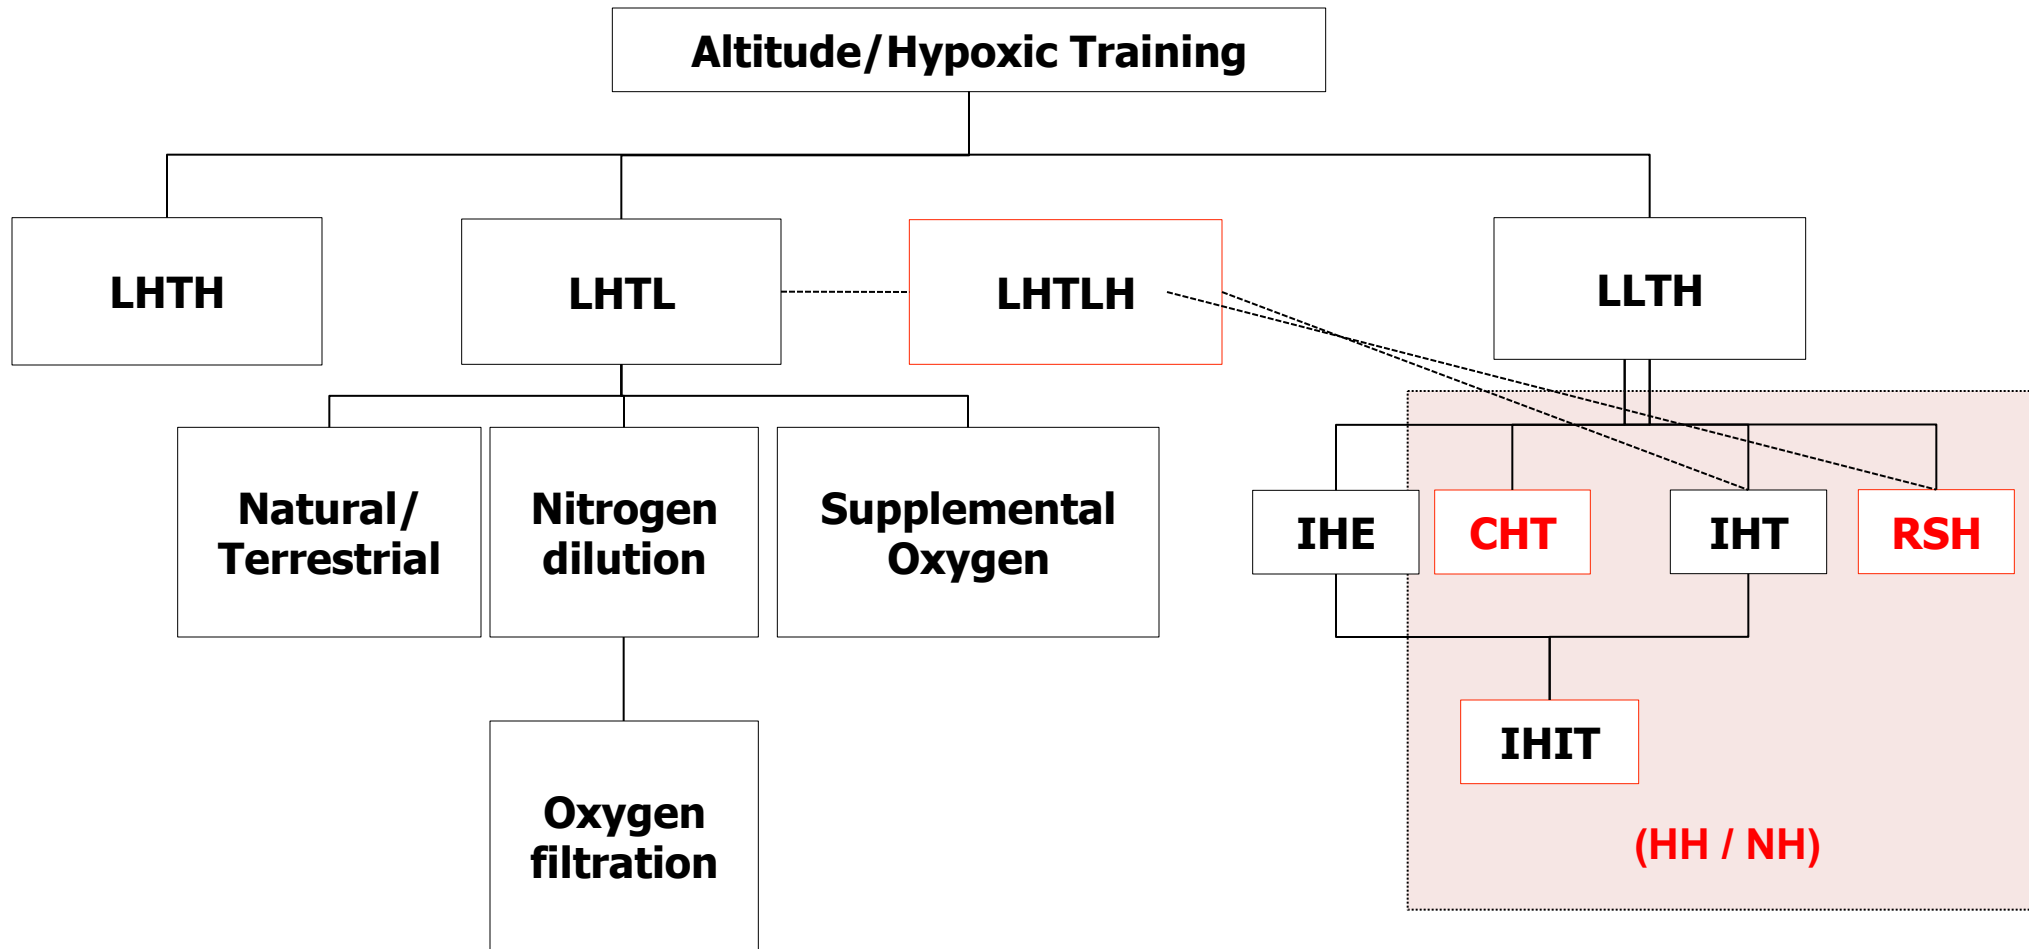 Altitude/Hypoxic Training
LHTH
LHTL
LHTLH
LLTH
Natural/
Terrestrial
Nitrogen
dilution
Supplemental
Oxygen
IHE
CHT
IHT
RSH
Oxygen
filtration
IHIT
(HH / NH)